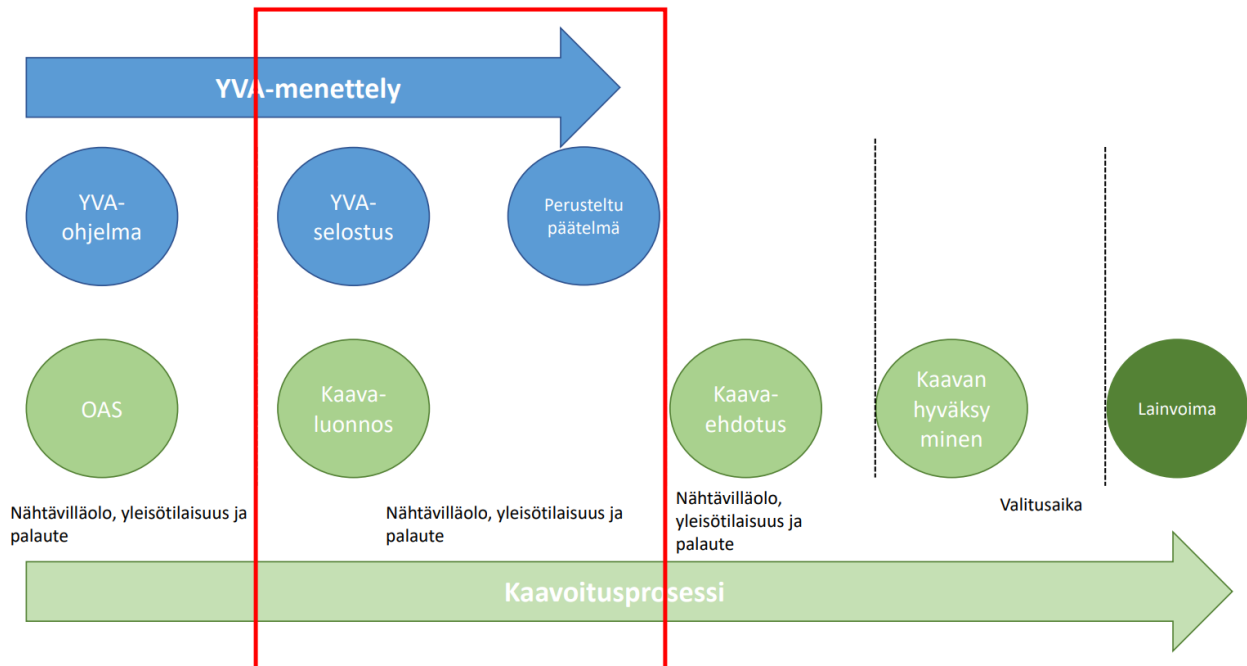 YVA-menettely
YVA-
ohjelma
YVA-
selostus
Perusteltu
päätelmä
OAS
Kaava-
luonnos
Kaava-
ehdotus
Kaavan
hyväksy
minen
Lainvoima
Nähtävilläolo, yleisötilaisuus ja
palaute
Nähtävilläolo, yleisötilaisuus ja
palaute
Nähtävilläolo,
yleisötilaisuus ja
palaute
Valitusaika
Kaavoitusprosessi